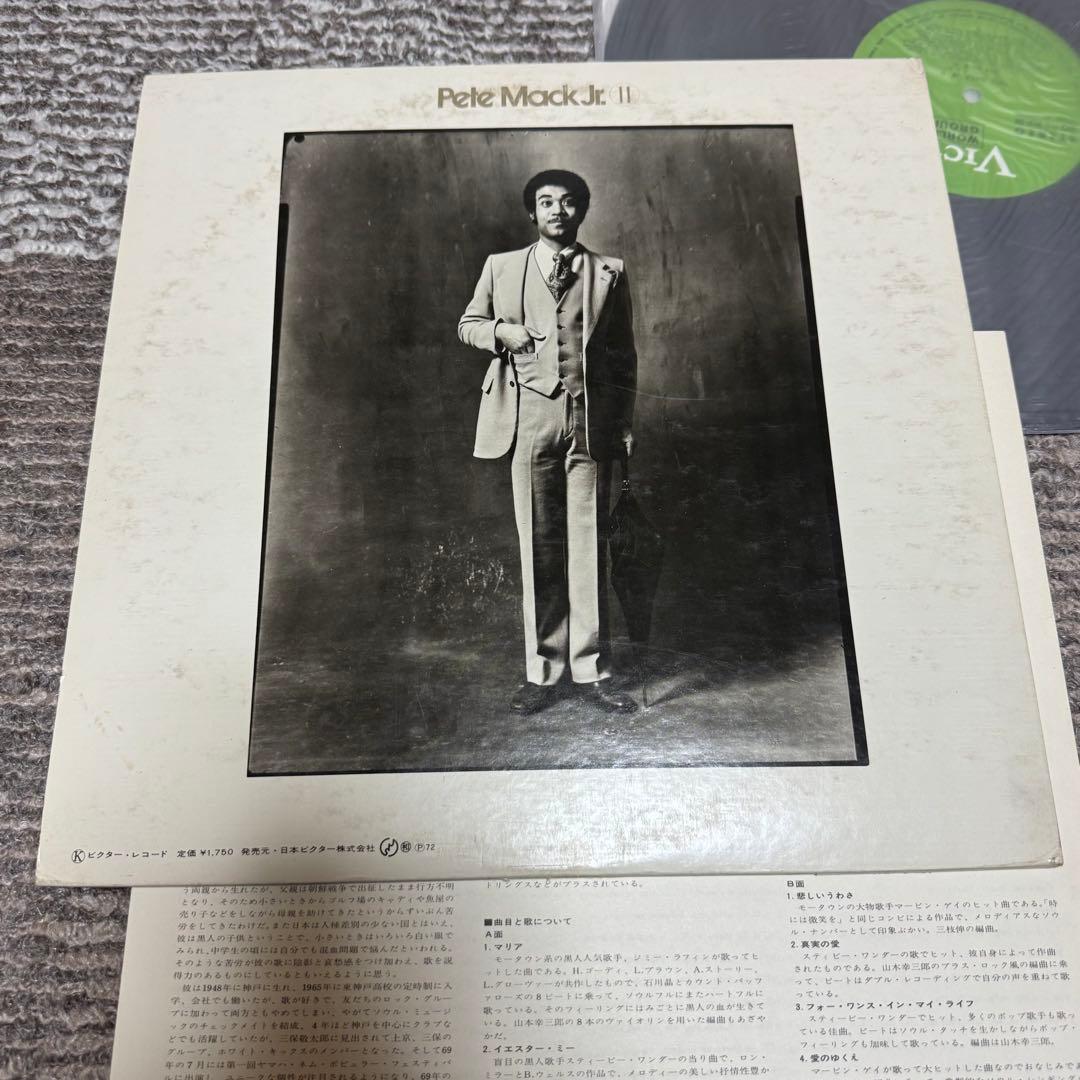 Pete Mack Jr. II
Ⓚビクター・レコード 定価 ¥1,750 発売元・日本ビクター株式会社 Ⓟ72
う両親から生れたが、父親は朝鮮戦争で出征したまま行方不明
となり、そのため小さいときからゴルフ場のキャディや魚屋の
売り子などをしながら母親を助けてきたというからずいぶん苦
労をしてきたわけだ。また日本は人種差別の少ない国とはいえ、
彼は黒人の子供ということで、小さいときはいろいろ白い眼で
みられ、中学生の頃には自分でも混血問題で悩んだといわれる。
そのような苦労が彼の歌に陰影と哀愁感をつけ加え、歌を説
得力のあるものにしているともいえるように思う。
彼は1948年に神戸に生れ、1965年に東神戸高校の定時制に入
学、会社でも働いたが、歌が好きで、友だちのロック・グルー
プに加わって両方ともやめてしまい、やがてソウル・ミュージ
ックのチェックメイトを結成、4年ほど神戸を中心にクラブな
どでも活躍していたが、三保敬太郎に見出されて上京、三保の
グループ、ホワイト・キックスのメンバーとなった。そして69
年の7月には第一回ヤマハ・ネム・ポピュラー・フェスティバ
ルに出演し、ユニークな個性が注目されるようになり、69年の
トリングスなどがプラスされている。
■曲目と歌について
A面
1. マリア
モータウン系の黒人人気歌手、ジミー・ラフィンが歌ってヒ
ットした曲である。H.ゴーディ、L.ブラウン、A.ストーリー、
L.グローヴァーが共作したもので、石川晶とカウント・バッフ
ァローズの8ビートに乗って、ソウルフルにまたハートフルに
歌っている。そのフィーリングにはみごとに黒人の血が生きて
いる。山本幸三郎の8本のヴァイオリンを用いた編曲もあざや
かだ。
2. イエスター・ミー
盲目の黒人歌手スティービー・ワンダーの当り曲で、ロン・
ミラーとB.ウェルスの作品で、メロディーの美しい抒情性豊か
B面
1. 悲しいうわさ
モータウンの大物歌手マービン・ゲイのヒット曲である。「時
には微笑を」と同じコンビによる作品で、メロディアスなソウ
ル・ナンバーとして印象ぶかい。三枝伸の編曲。
2. 真実の愛
スティビー・ワンダーの歌でヒット、彼自身によって作曲
されたものである。山本幸三郎のブラス・ロック風の編曲に乗
って、ピートはダブル・レコーディングで自分の声を重ねて歌
っている。
3. フォー・ワンス・イン・マイ・ライフ
スティービー・ワンダーでヒット、多くのポップ歌手も歌っ
ている佳曲。ピートはソウル・タッチを生かしながらポップ・
フィーリングも加味して歌っている。編曲は山木幸三郎。
4. 愛のゆくえ
マービン・ゲイが歌って大ヒットした曲なのでおなじみで